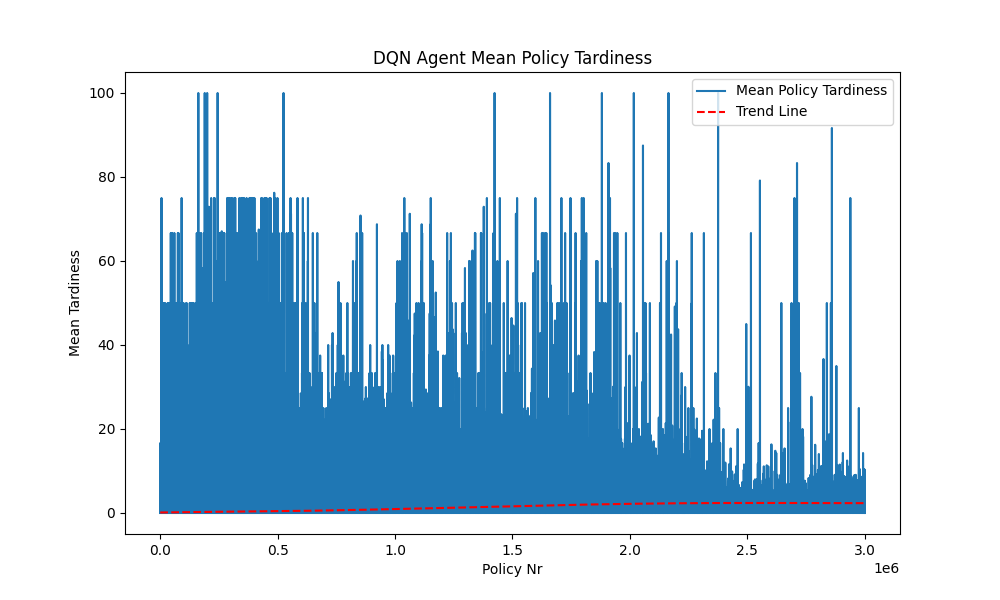 DQN Agent Mean Policy Tardiness
Mean Policy Tardiness
Trend Line
Mean Tardiness
100
80
60
40
20
0
0.0 0.5 1.0 1.5 2.0 2.5 3.0
1e6
Policy Nr